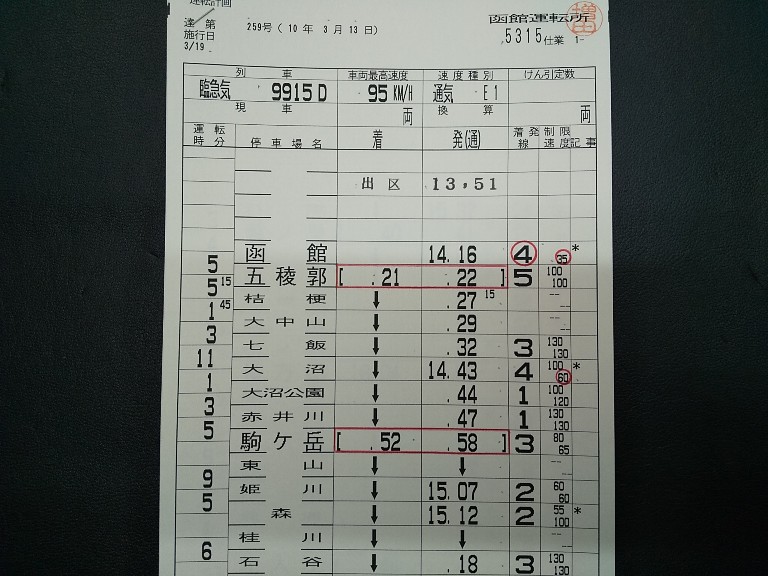 運転計画
達 第 259号 ( 10 年 3 月 13 日 )
函館運転所
増田
施行日
3/19
5315 仕業 1-
列 車 車両最高速度 速度種別 けん引定数
臨急気 9915D 95 KM/H 通気 E1
現 車 両 換 算 両
運転時分 停車場名 着 発(通) 着発線 制限速度 記事
出区 13,51
函館 14.16 4 35 *
5
五稜郭 [ .21 .22 ] 5 100 100
5 15
桔梗 ↓ .27 15 -- --
1 45
大中山 ↓ .29 -- --
3
七飯 ↓ .32 3 130 130
11
大沼 ↓ 14.43 4 100 60 *
1
大沼公園 ↓ .44 1 100 120
3
赤井川 ↓ .47 1 130 130
5
駒ケ岳 [ .52 .58 ] 3 80 65
東山 ↓ ↓ -- --
9
姫川 ↓ 15.07 2 60 60
5
森 ↓ 15.12 2 55 100 *
桂川 ↓ ↓ -- --
6
石谷 ↓ .18 3 130 130